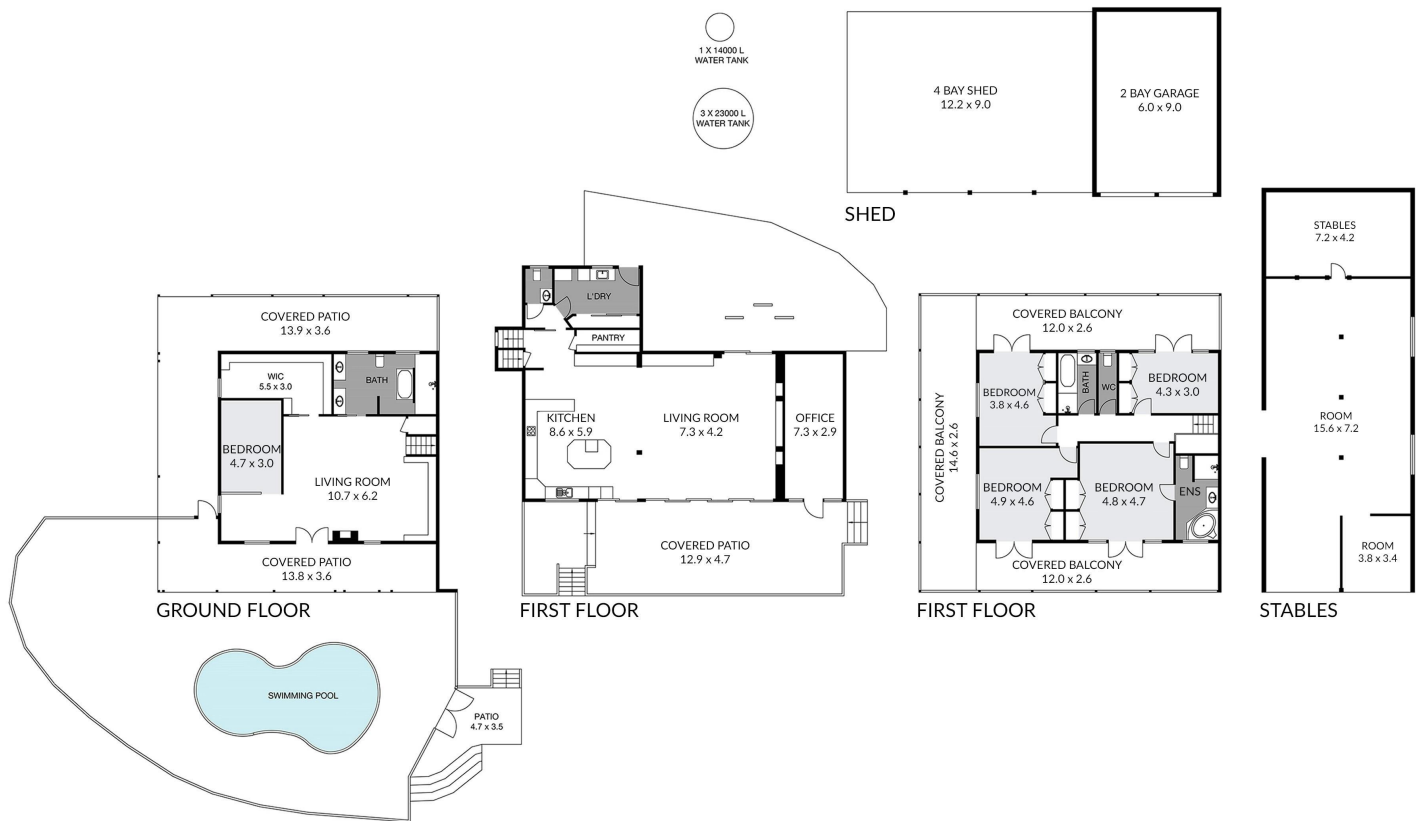 1 X 14000 L
WATER TANK
3 X 23000 L
WATER TANK
4 BAY SHED
12.2 x 9.0
2 BAY GARAGE
6.0 x 9.0
SHED
COVERED PATIO
13.9 x 3.6
WIC
5.5 x 3.0
BATH
BEDROOM
4.7 x 3.0
LIVING ROOM
10.7 x 6.2
COVERED PATIO
13.8 x 3.6
GROUND FLOOR
SWIMMING POOL
PATIO
4.7 x 3.5
L'DRY
PANTRY
KITCHEN
8.6 x 5.9
LIVING ROOM
7.3 x 4.2
OFFICE
7.3 x 2.9
COVERED PATIO
12.9 x 4.7
FIRST FLOOR
COVERED BALCONY
12.0 x 2.6
COVERED BALCONY
14.6 x 2.6
BEDROOM
3.8 x 4.6
BATH
WC
BEDROOM
4.3 x 3.0
BEDROOM
4.9 x 4.6
BEDROOM
4.8 x 4.7
ENS
COVERED BALCONY
12.0 x 2.6
FIRST FLOOR
STABLES
7.2 x 4.2
ROOM
15.6 x 7.2
ROOM
3.8 x 3.4
STABLES